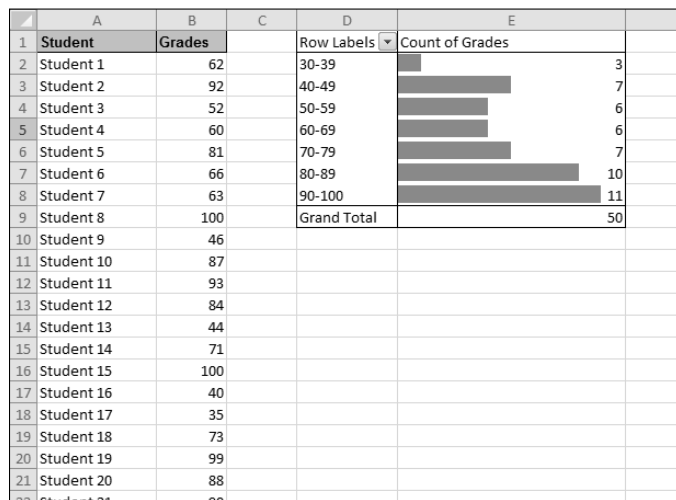 A B C D E
1 Student Grades Row Labels Count of Grades
2 Student 1 62 30-39 3
3 Student 2 92 40-49 7
4 Student 3 52 50-59 6
5 Student 4 60 60-69 6
6 Student 5 81 70-79 7
7 Student 6 66 80-89 10
8 Student 7 63 90-100 11
9 Student 8 100 Grand Total 50
10 Student 9 46
11 Student 10 87
12 Student 11 93
13 Student 12 84
14 Student 13 44
15 Student 14 71
16 Student 15 100
17 Student 16 40
18 Student 17 35
19 Student 18 73
20 Student 19 99
21 Student 20 88